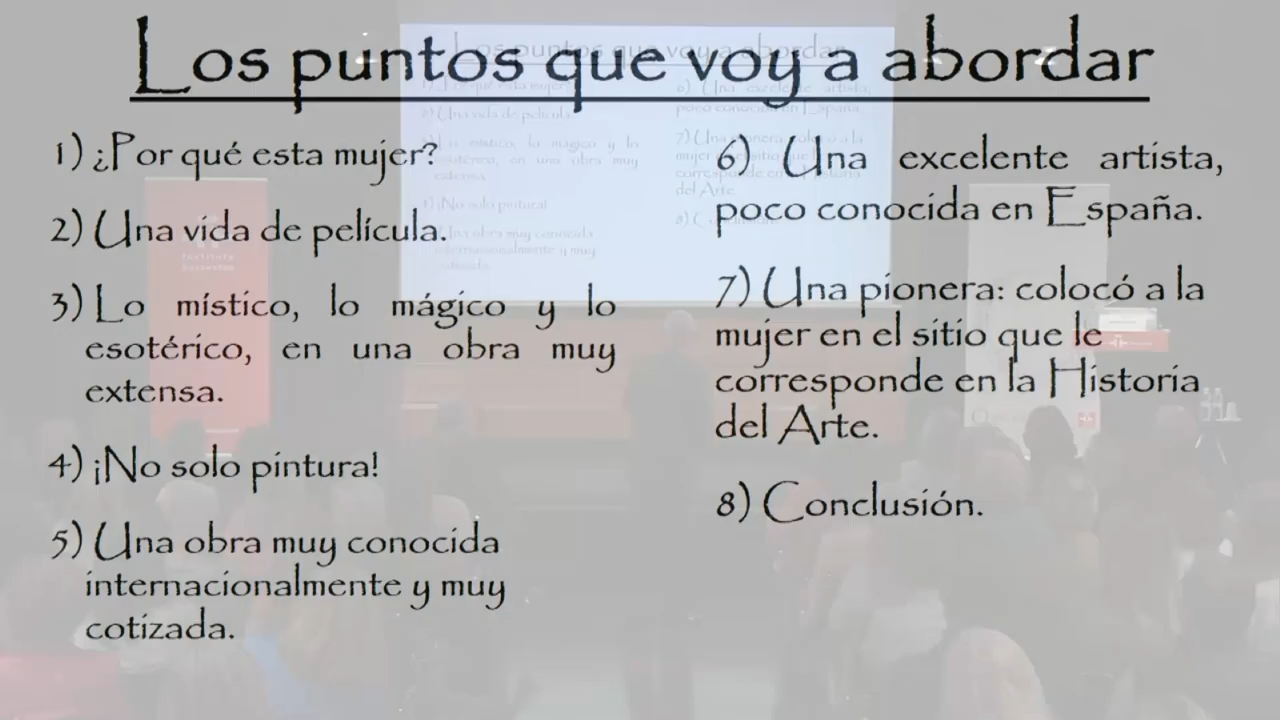 Los puntos que voy a abordar
1) ¿Por qué esta mujer?
2) Una vida de película.
3) Lo místico, lo mágico y lo
esotérico, en una obra muy
extensa.
4) ¡No solo pintura!
5) Una obra muy conocida
internacionalmente y muy
cotizada.
6) Una excelente artista,
poco conocida en España.
7) Una pionera: colocó a la
mujer en el sitio que le
corresponde en la Historia
del Arte.
8) Conclusión.